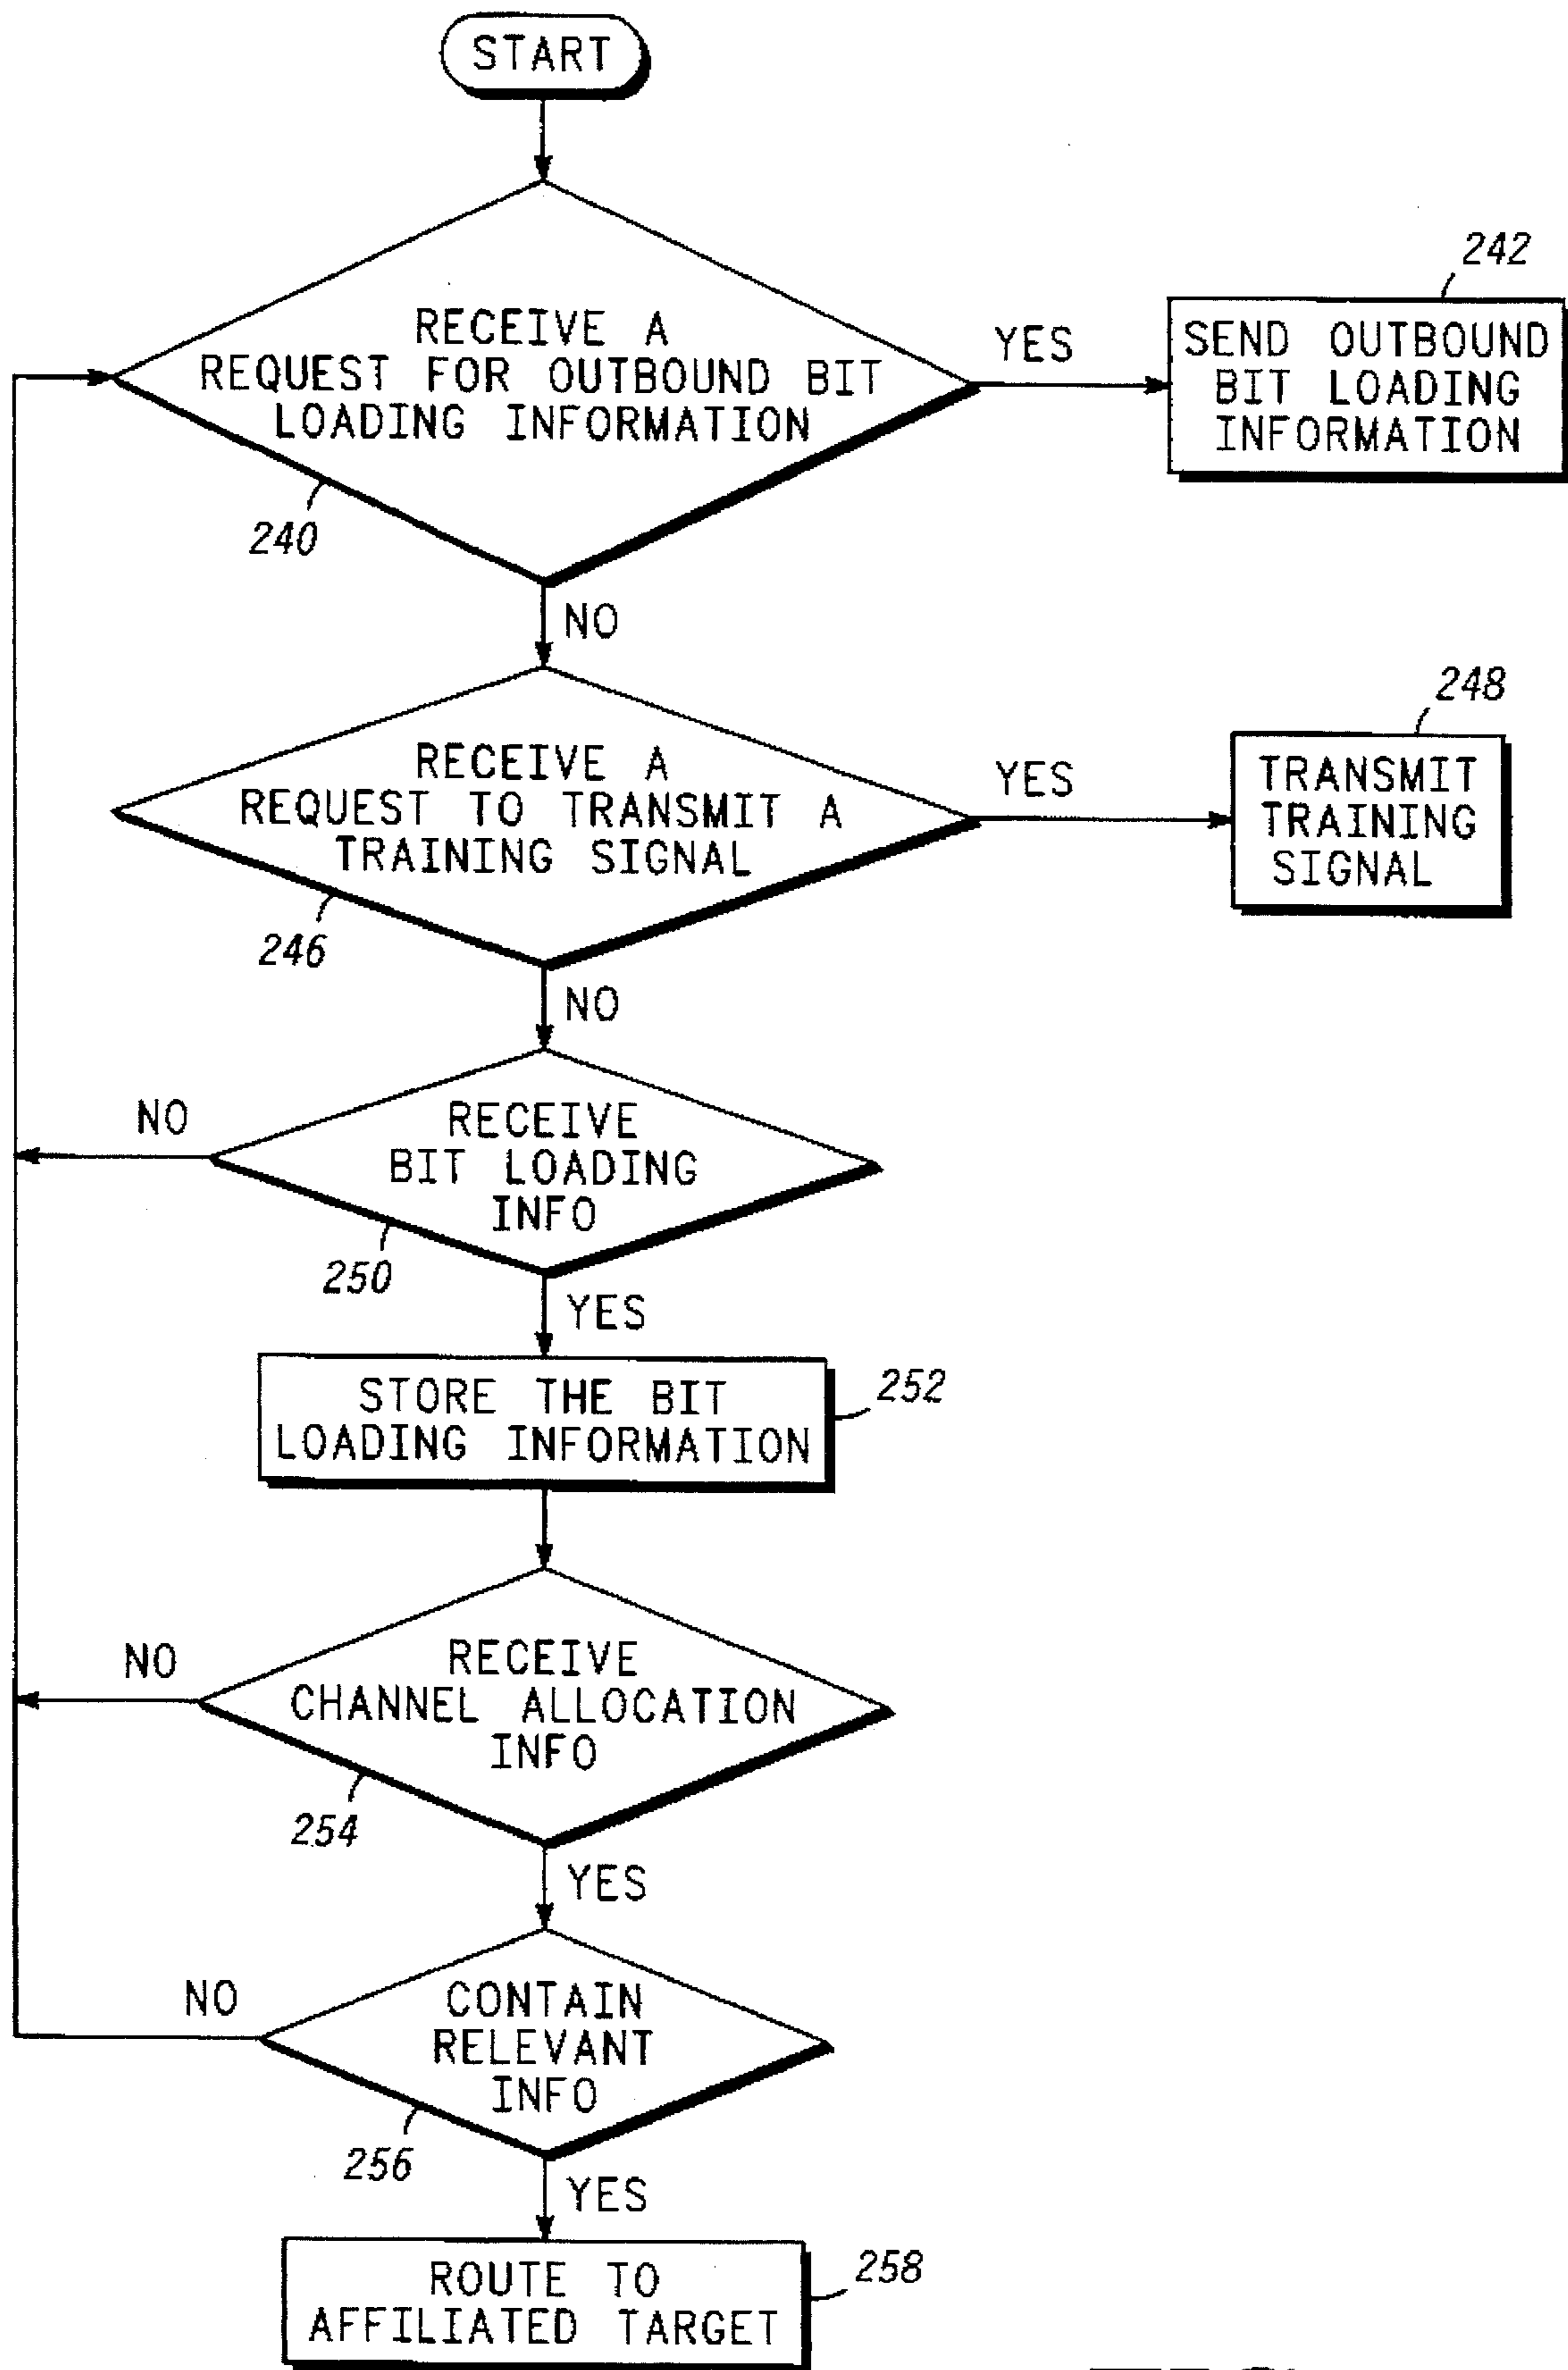 START
RECEIVE A
REQUEST FOR OUTBOUND BIT
LOADING INFORMATION
240
YES
242
SEND OUTBOUND
BIT LOADING
INFORMATION
NO
RECEIVE A
REQUEST TO TRANSMIT A
TRAINING SIGNAL
246
YES
248
TRANSMIT
TRAINING
SIGNAL
NO
RECEIVE
BIT LOADING
INFO
250
NO
YES
STORE THE BIT
LOADING INFORMATION
252
RECEIVE
CHANNEL ALLOCATION
INFO
254
NO
YES
CONTAIN
RELEVANT
INFO
256
NO
YES
ROUTE TO
AFFILIATED TARGET
258